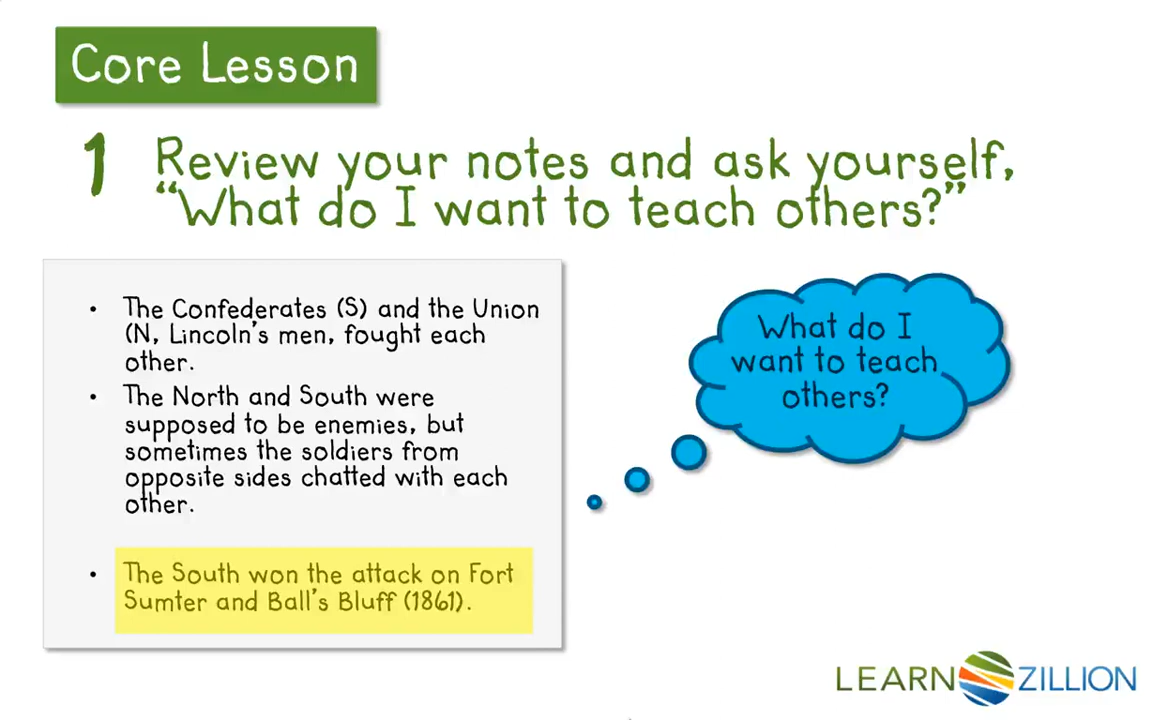 Core Lesson
1 Review your notes and ask yourself,
“What do I want to teach others?”
• The Confederates (S) and the Union
(N, Lincoln's men, fought each
other.
• The North and South were
supposed to be enemies, but
sometimes the soldiers from
opposite sides chatted with each
other.
• The South won the attack on Fort
Sumter and Ball's Bluff (1861).
What do I
want to teach
others?
LEARN ZILLION